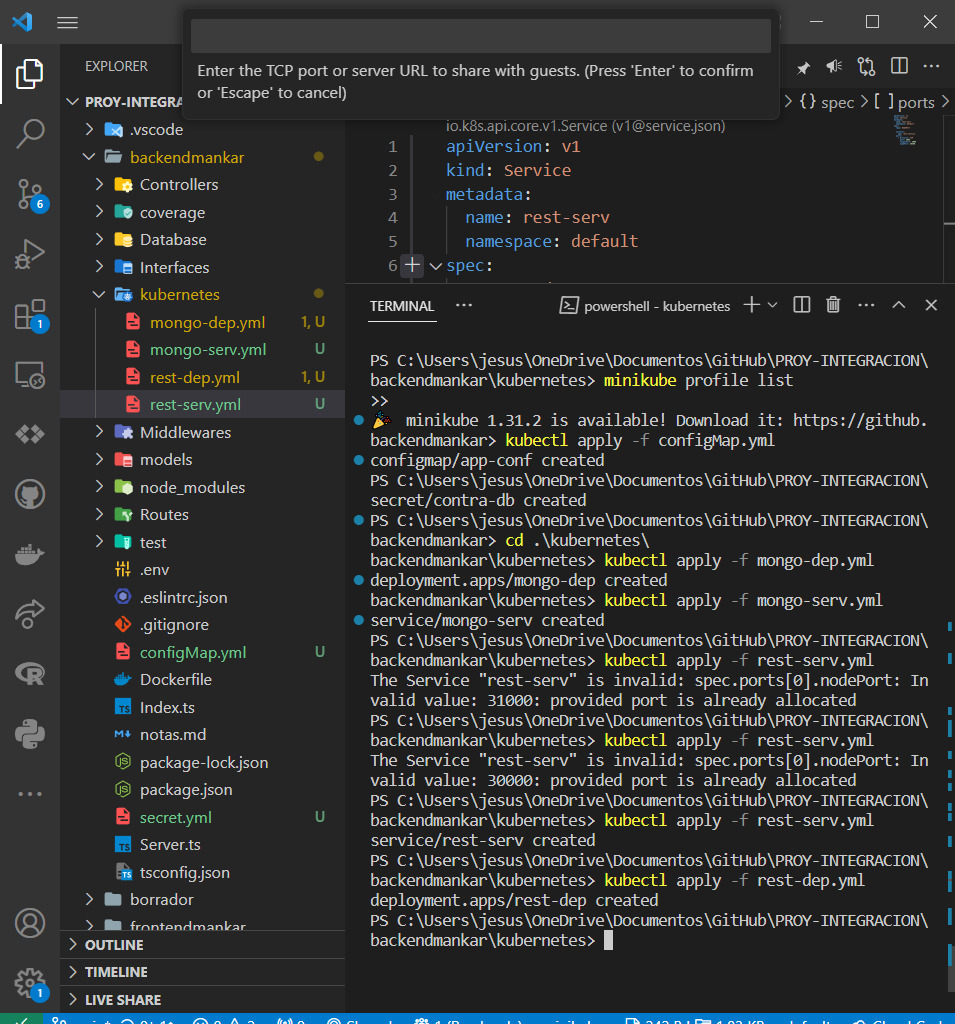 Enter the TCP port or server URL to share with guests. (Press 'Enter' to confirm
or 'Escape' to cancel)
EXPLORER
PROY-INTEGRA
.vscode
backendmankar
Controllers
coverage
Database
Interfaces
kubernetes
mongo-dep.yml 1, U
mongo-serv.yml U
rest-dep.yml 1, U
rest-serv.yml U
Middlewares
models
node_modules
Routes
test
.env
.eslintrc.json
.gitignore
configMap.yml U
Dockerfile
Index.ts
notas.md
package-lock.json
package.json
secret.yml U
Server.ts
tsconfig.json
borrador
frontendmankar
OUTLINE
TIMELINE
LIVE SHARE
6
1
1
{} spec > [ ] ports >
io.k8s.api.core.v1.Service (v1@service.json)
1 apiVersion: v1
2 kind: Service
3 metadata:
4 name: rest-serv
5 namespace: default
6 spec:
TERMINAL
powershell - kubernetes
PS C:\Users\jesus\OneDrive\Documentos\GitHub\PROY-INTEGRACION\
backendmankar\kubernetes> minikube profile list
>>
minikube 1.31.2 is available! Download it: https://github.
backendmankar> kubectl apply -f configMap.yml
configmap/app-conf created
PS C:\Users\jesus\OneDrive\Documentos\GitHub\PROY-INTEGRACION\
secret/contra-db created
PS C:\Users\jesus\OneDrive\Documentos\GitHub\PROY-INTEGRACION\
backendmankar> cd .\kubernetes\
backendmankar\kubernetes> kubectl apply -f mongo-dep.yml
deployment.apps/mongo-dep created
backendmankar\kubernetes> kubectl apply -f mongo-serv.yml
service/mongo-serv created
PS C:\Users\jesus\OneDrive\Documentos\GitHub\PROY-INTEGRACION\
backendmankar\kubernetes> kubectl apply -f rest-serv.yml
The Service "rest-serv" is invalid: spec.ports[0].nodePort: In
valid value: 31000: provided port is already allocated
PS C:\Users\jesus\OneDrive\Documentos\GitHub\PROY-INTEGRACION\
backendmankar\kubernetes> kubectl apply -f rest-serv.yml
The Service "rest-serv" is invalid: spec.ports[0].nodePort: In
valid value: 30000: provided port is already allocated
PS C:\Users\jesus\OneDrive\Documentos\GitHub\PROY-INTEGRACION\
backendmankar\kubernetes> kubectl apply -f rest-serv.yml
service/rest-serv created
PS C:\Users\jesus\OneDrive\Documentos\GitHub\PROY-INTEGRACION\
backendmankar\kubernetes> kubectl apply -f rest-dep.yml
deployment.apps/rest-dep created
PS C:\Users\jesus\OneDrive\Documentos\GitHub\PROY-INTEGRACION\
backendmankar\kubernetes>